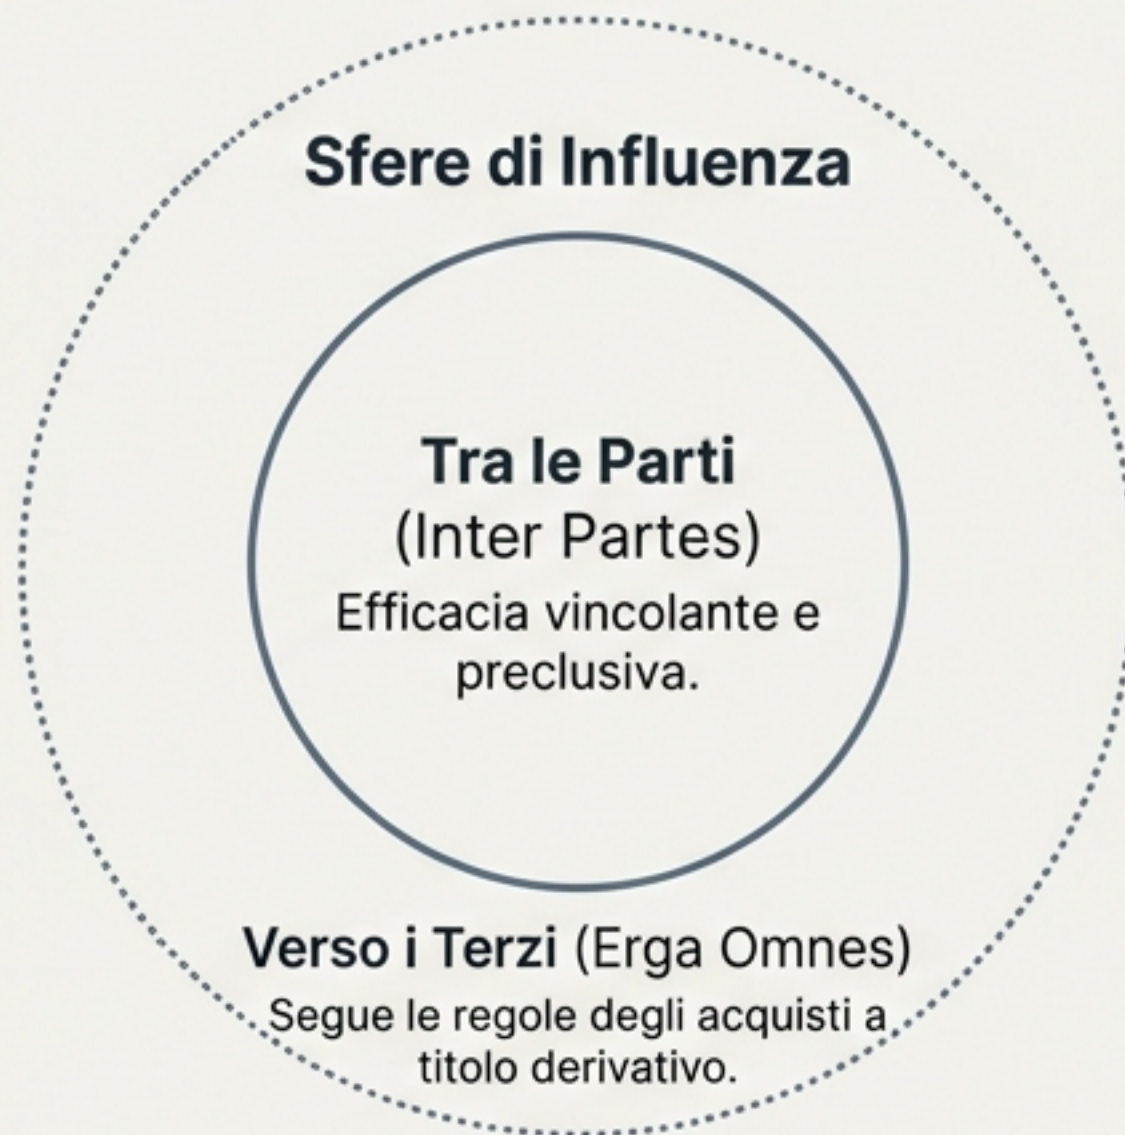 Sfere di Influenza
Tra le Parti
(Inter Partes)
Efficacia vincolante e
preclusiva.
Verso i Terzi (Erga Omnes)
Segue le regole degli acquisti a
titolo derivativo.